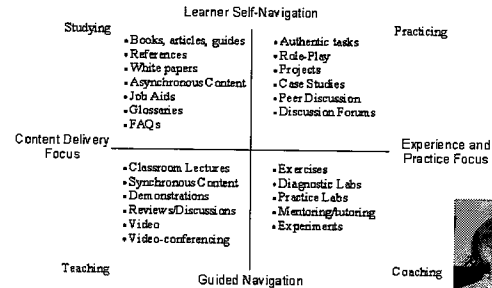 Learner Self-Navigation
Studying
• Books, articles, guides
• References
• White papers
• Asynchronous Content
• Job Aids
• Glossaries
• FAQs
Practicing
• Authentic tasks
• Role-Play
• Projects
• Case Studies
• Peer Discussion
• Discussion Forums
Content Delivery
Focus
Experience and
Practice Focus
• Classroom Lectures
• Synchronous Content
• Demonstrations
• Reviews/Discussions
• Video
• Video-conferencing
Teaching
• Exercises
• Diagnostic Labs
• Practice Labs
• Mentoring/tutoring
• Experiments
Coaching
Guided Navigation